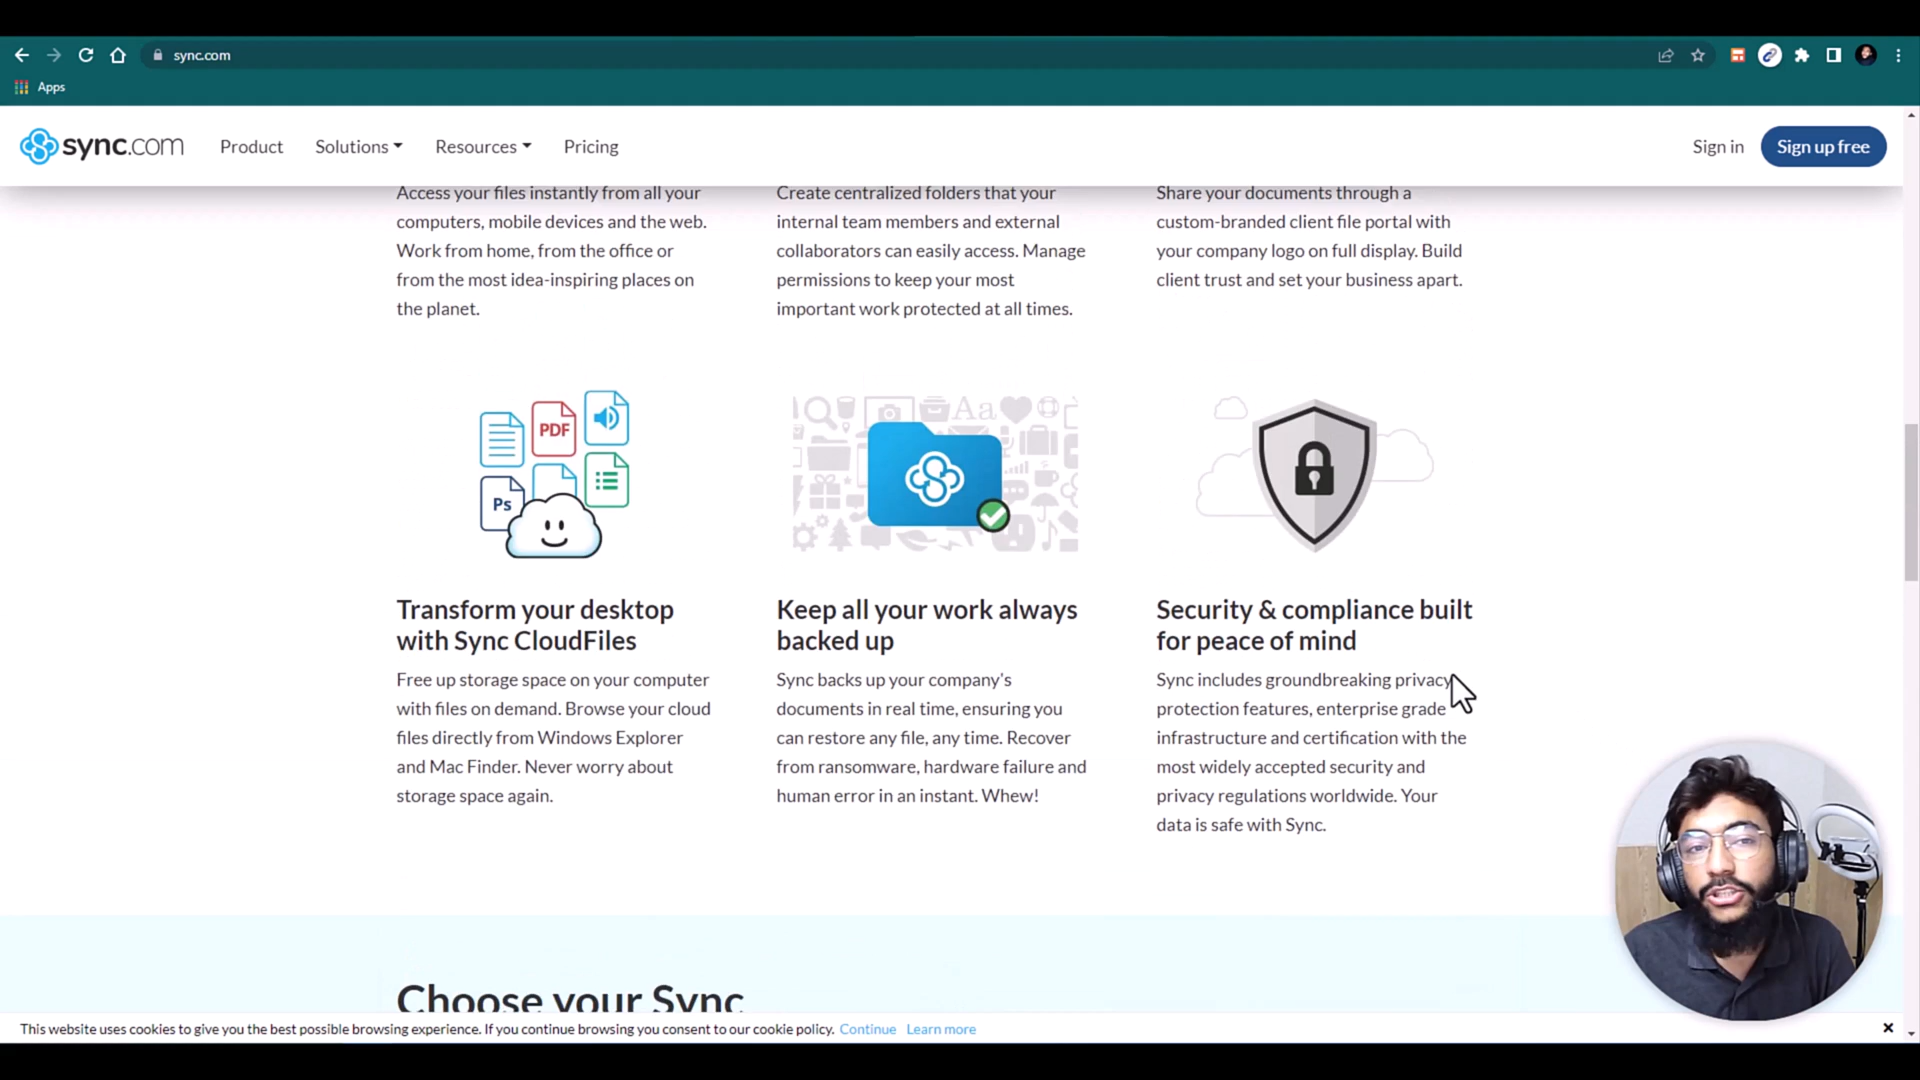 sync.com
Apps
sync.com
Product
Solutions
Resources
Pricing
Sign in
Sign up free
Access your files instantly from all your
computers, mobile devices and the web.
Work from home, from the office or
from the most idea-inspiring places on
the planet.
Create centralized folders that your
internal team members and external
collaborators can easily access. Manage
permissions to keep your most
important work protected at all times.
Share your documents through a
custom-branded client file portal with
your company logo on full display. Build
client trust and set your business apart.
PDF
Ps
Aa
Transform your desktop
with Sync CloudFiles
Free up storage space on your computer
with files on demand. Browse your cloud
files directly from Windows Explorer
and Mac Finder. Never worry about
storage space again.
Keep all your work always
backed up
Sync backs up your company's
documents in real time, ensuring you
can restore any file, any time. Recover
from ransomware, hardware failure and
human error in an instant. Whew!
Security & compliance built
for peace of mind
Sync includes groundbreaking privacy
protection features, enterprise grade
infrastructure and certification with the
most widely accepted security and
privacy regulations worldwide. Your
data is safe with Sync.
Choose your Sync
This website uses cookies to give you the best possible browsing experience. If you continue browsing you consent to our cookie policy. Continue Learn more